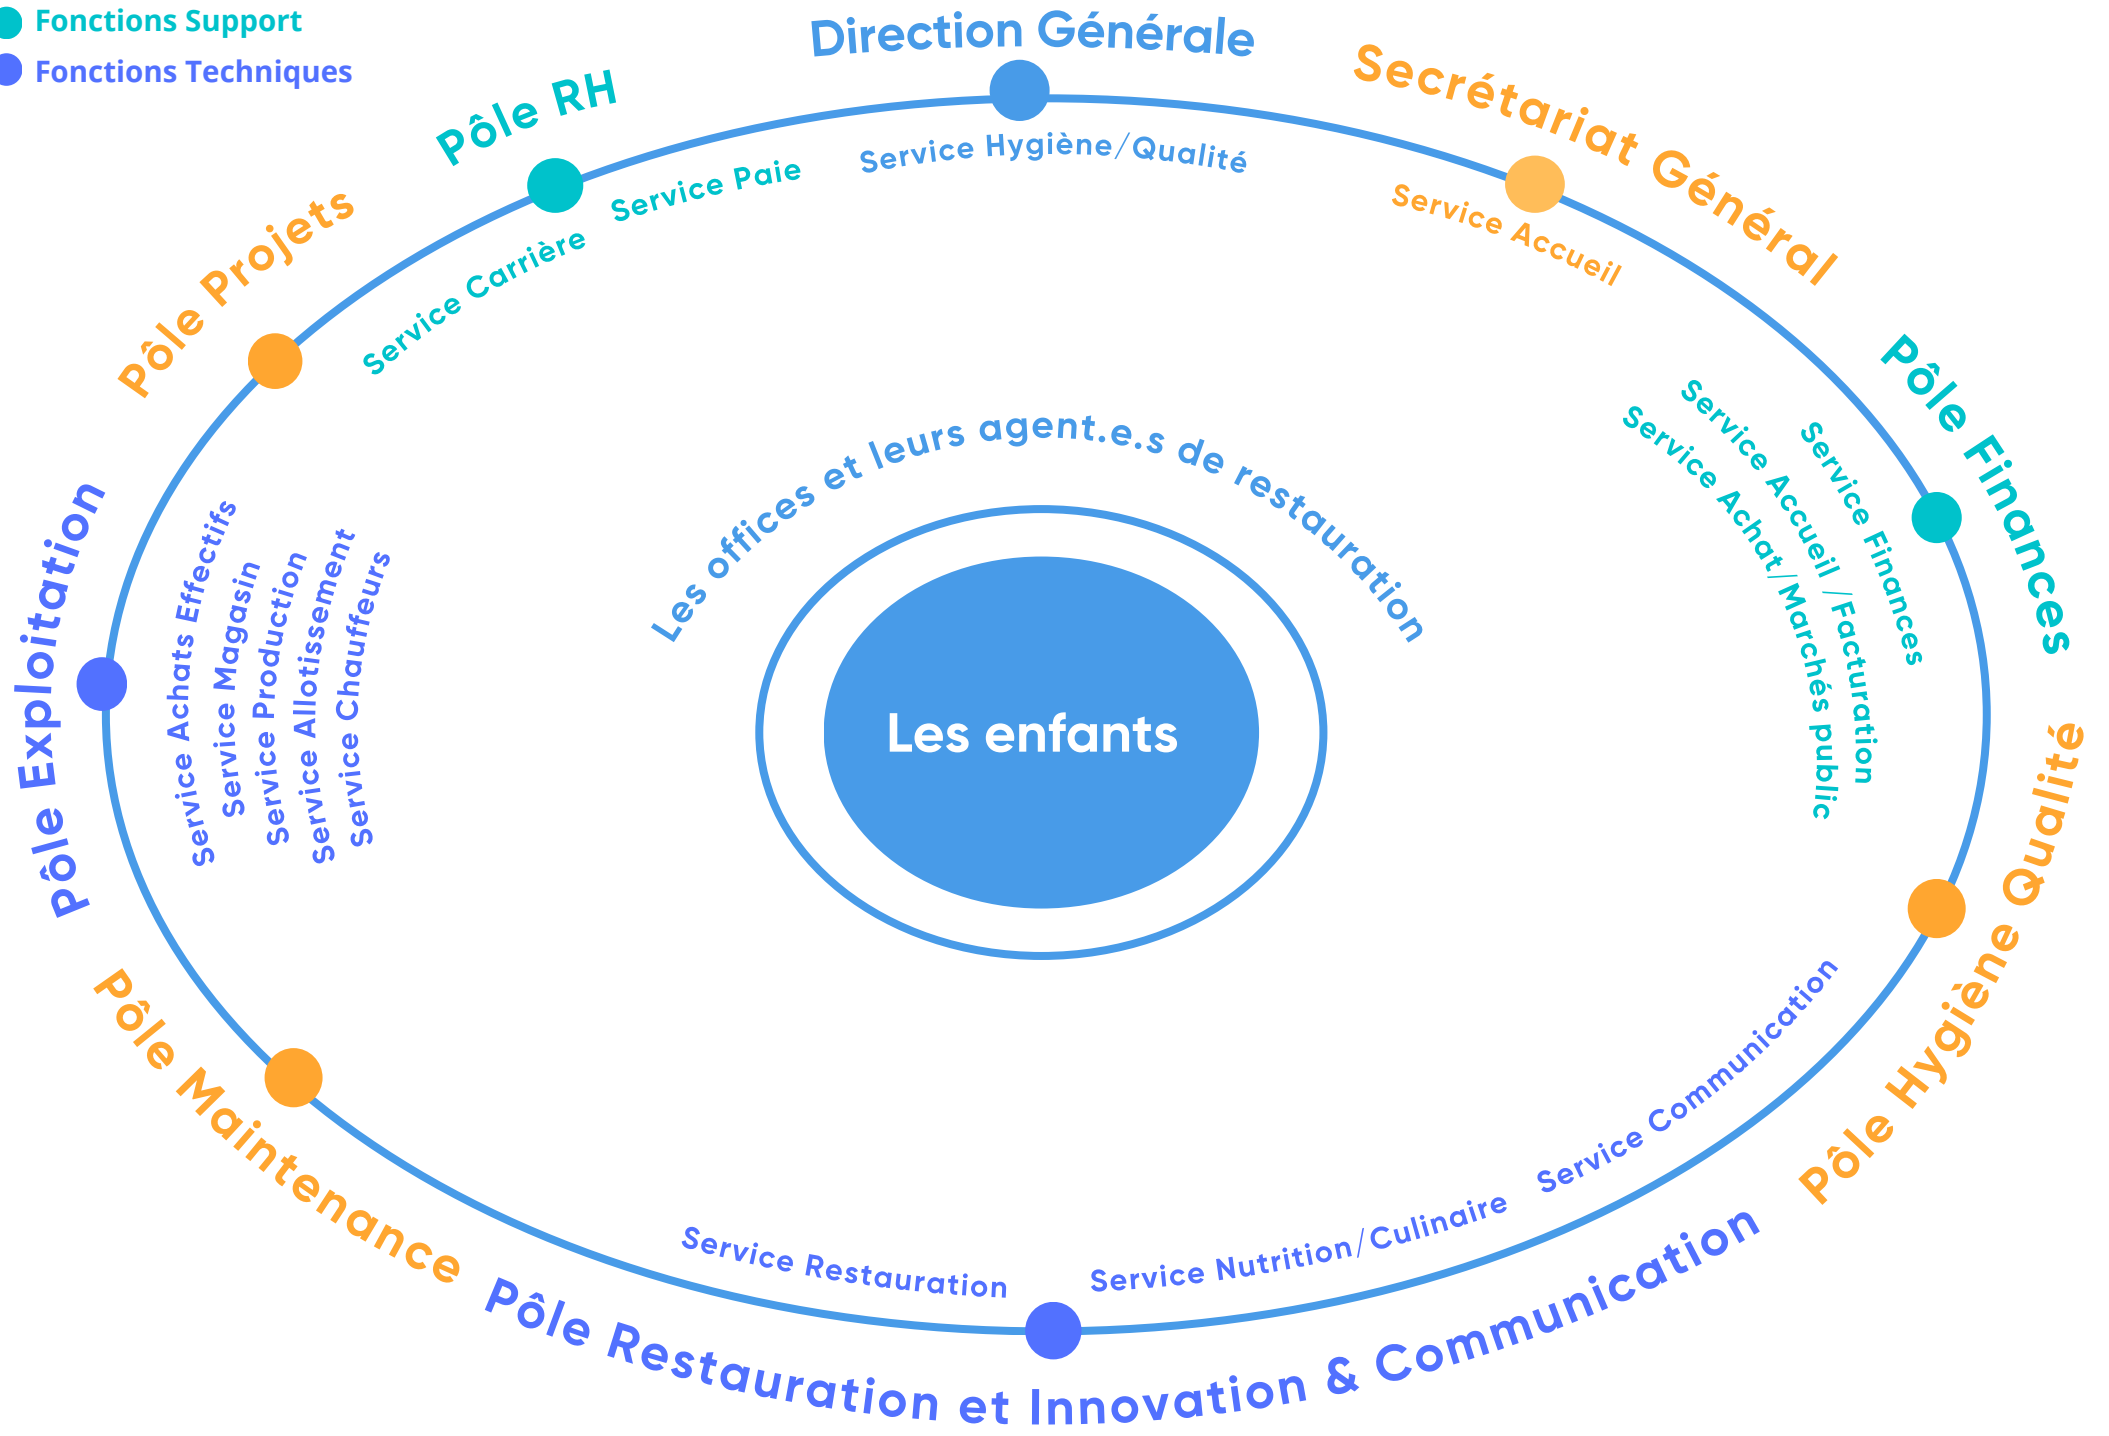 Fonctions Support
Fonctions Techniques
Direction Générale
Service Hygiène/Qualité
Secrétariat Général
Service Accueil
Pôle RH
Service Paie
Service Carrière
Pôle Projets
Pôle Finances
Service Finances
Service Accueil /Facturation
Service Achat/Marchés public
Les offices et leurs agent.e.s de restauration
Les enfants
Pôle Exploitation
Service Achats Effectifs
Service Magasin
Service Production
Service Allotissement
Service Chauffeurs
Pôle Hygiène Qualité
Pôle Maintenance
Service Restauration
Service Nutrition/Culinaire
Service Communication
Pôle Restauration et Innovation & Communication